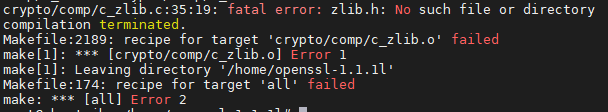 crypto/comp/c_zlib.c:35:19: fatal error: zlib.h: No such file or directory
compilation terminated.
Makefile:2189: recipe for target 'crypto/comp/c_zlib.o' failed
make[1]: *** [crypto/comp/c_zlib.o] Error 1
make[1]: Leaving directory '/home/openssl-1.1.1l'
Makefile:174: recipe for target 'all' failed
make: *** [all] Error 2